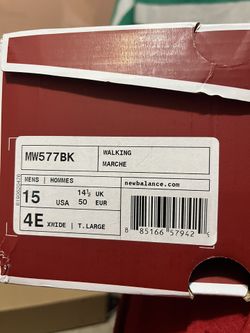 MW577BK
WALKING
MARCHE
MENS | HOMMES
newbalance.com
15 USA
14½ UK
50 EUR
4E XWIDE | T.LARGE
8 85166 57942 5